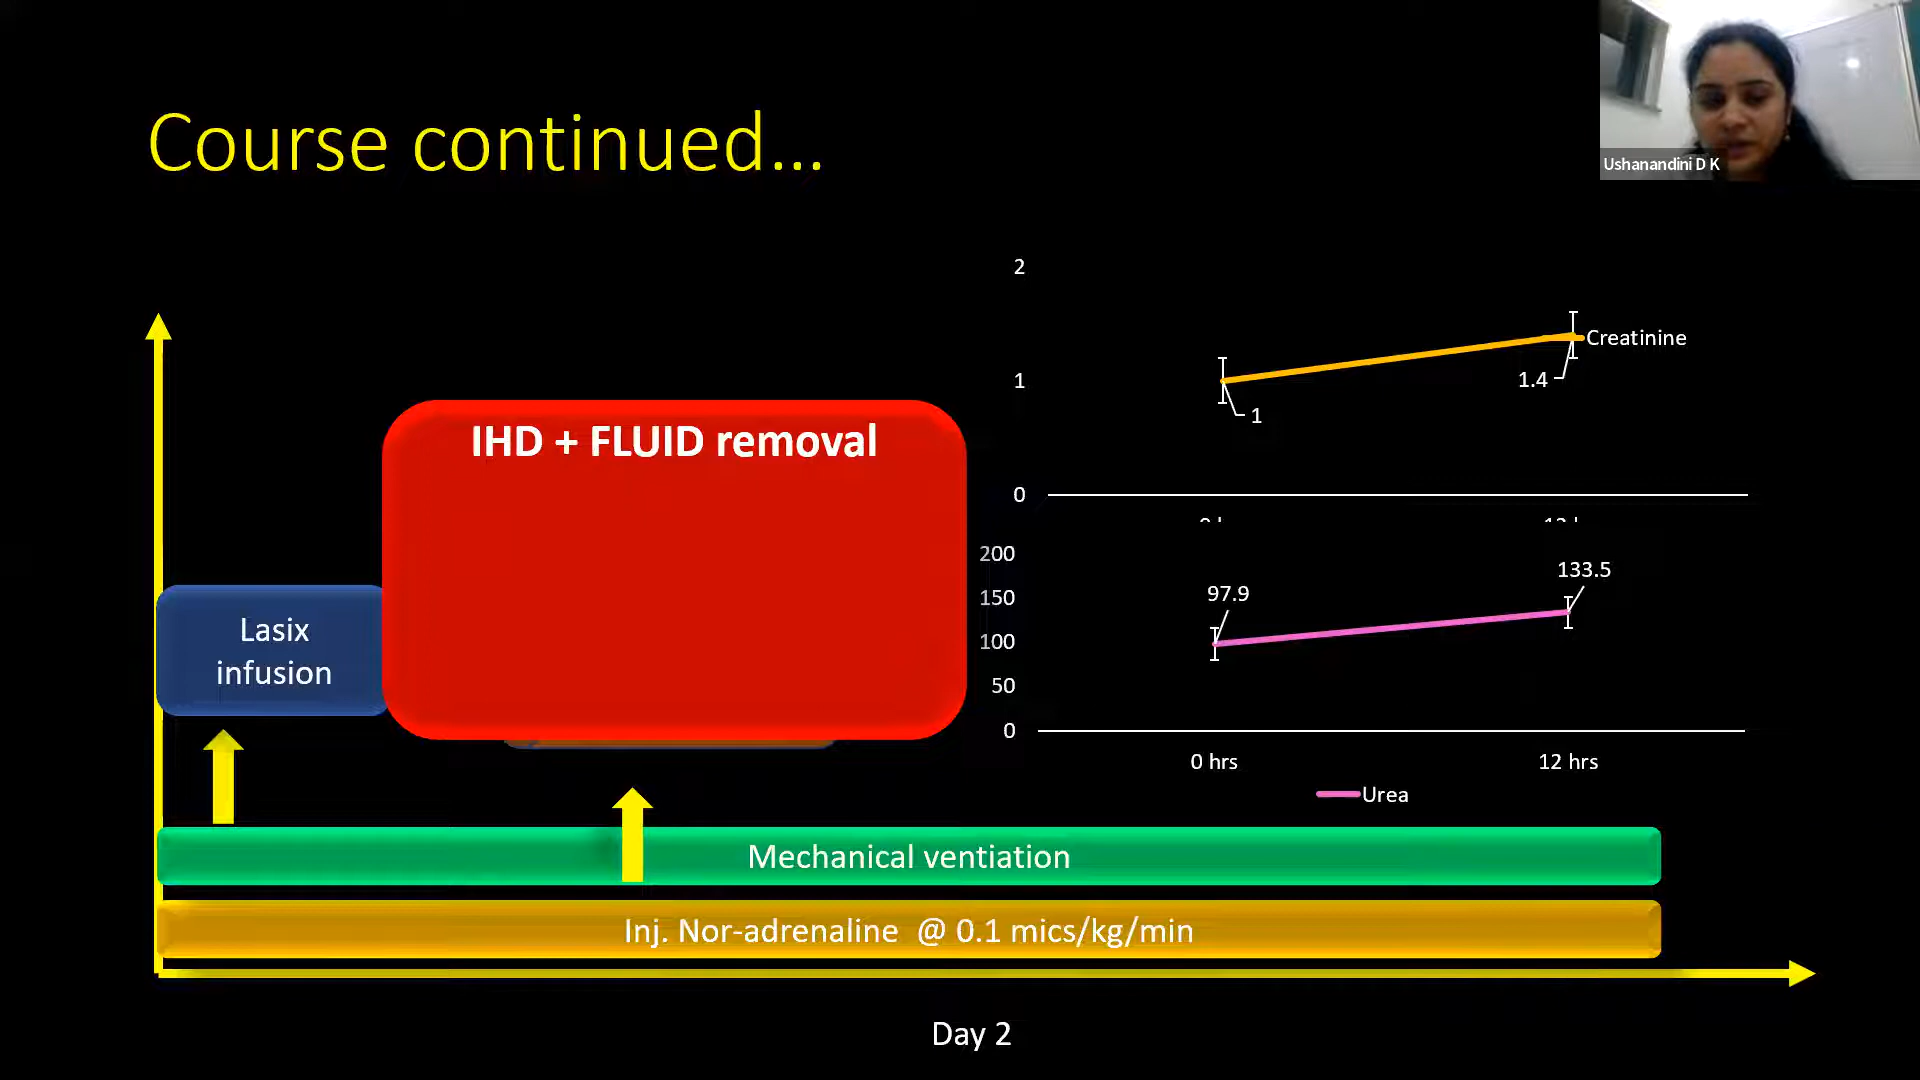 Course continued...
Ushanandini D K
2
1
0
Creatinine
1.4
1
IHD + FLUID removal
Lasix
infusion
200
150
100
50
0
97.9
133.5
0 hrs
12 hrs
Urea
Mechanical ventiation
Inj. Nor-adrenaline @ 0.1 mics/kg/min
Day 2